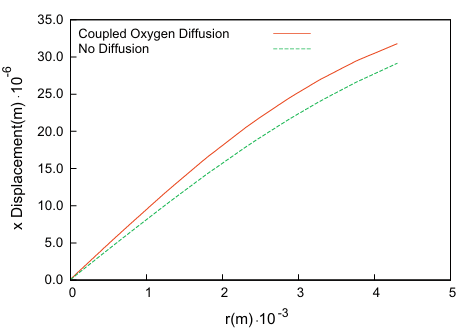 35.0
30.0
25.0
20.0
15.0
10.0
5.0
0.0
x Displacement(m) ·10⁻⁶
Coupled Oxygen Diffusion
No Diffusion
0 1 2 3 4 5
r(m) ·10⁻³